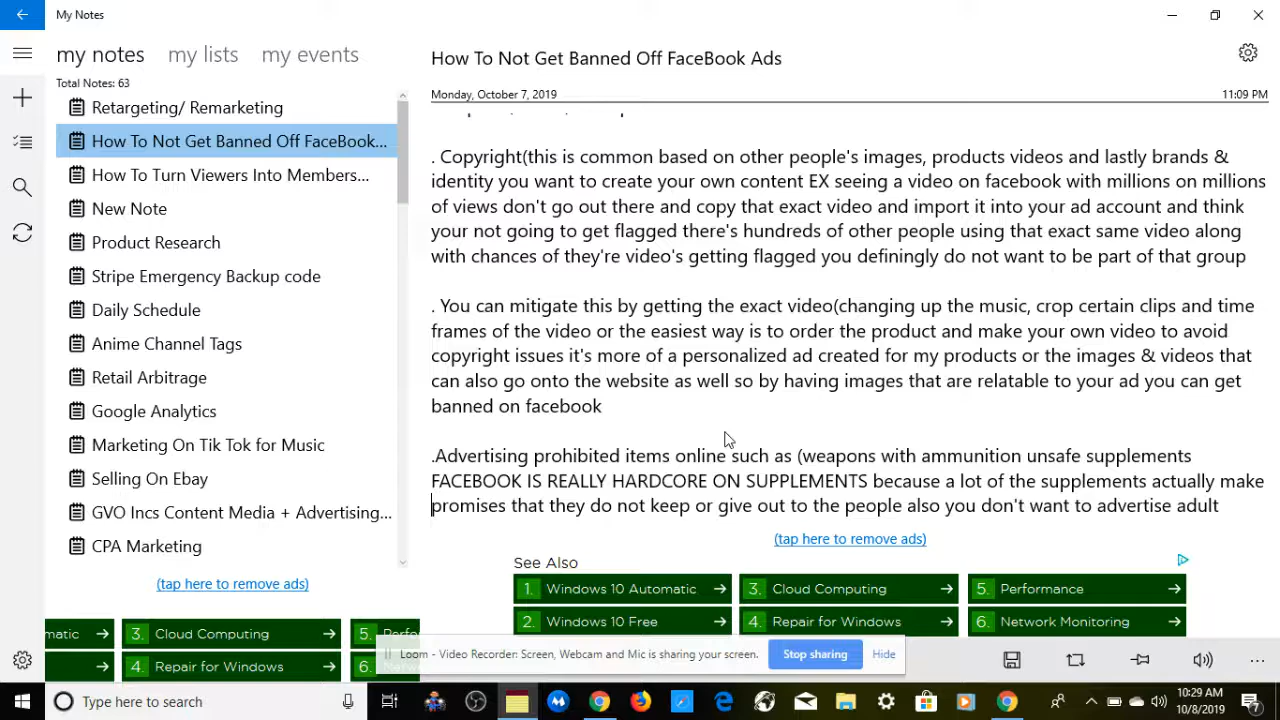 My Notes
my notes my lists my events
Total Notes: 63
Retargeting/ Remarketing
How To Not Get Banned Off FaceBook...
How To Turn Viewers Into Members...
New Note
Product Research
Stripe Emergency Backup code
Daily Schedule
Anime Channel Tags
Retail Arbitrage
Google Analytics
Marketing On Tik Tok for Music
Selling On Ebay
GVO Incs Content Media + Advertising...
CPA Marketing
(tap here to remove ads)
matic 3. Cloud Computing 5.
4. Repair for Windows 6.
How To Not Get Banned Off FaceBook Ads
Monday, October 7, 2019 11:09 PM
. Copyright(this is common based on other people's images, products videos and lastly brands &
identity you want to create your own content EX seeing a video on facebook with millions on millions
of views don't go out there and copy that exact video and import it into your ad account and think
your not going to get flagged there's hundreds of other people using that exact same video along
with chances of they're video's getting flagged you definingly do not want to be part of that group
. You can mitigate this by getting the exact video(changing up the music, crop certain clips and time
frames of the video or the easiest way is to order the product and make your own video to avoid
copyright issues it's more of a personalized ad created for my products or the images & videos that
can also go onto the website as well so by having images that are relatable to your ad you can get
banned on facebook
.Advertising prohibited items online such as (weapons with ammunition unsafe supplements
FACEBOOK IS REALLY HARDCORE ON SUPPLEMENTS because a lot of the supplements actually make
promises that they do not keep or give out to the people also you don't want to advertise adult
(tap here to remove ads)
See Also
1. Windows 10 Automatic 3. Cloud Computing 5. Performance
2. Windows 10 Free 4. Repair for Windows 6. Network Monitoring
Loom - Video Recorder: Screen, Webcam and Mic is sharing your screen. Stop sharing Hide
Type here to search
10:29 AM
10/8/2019
7